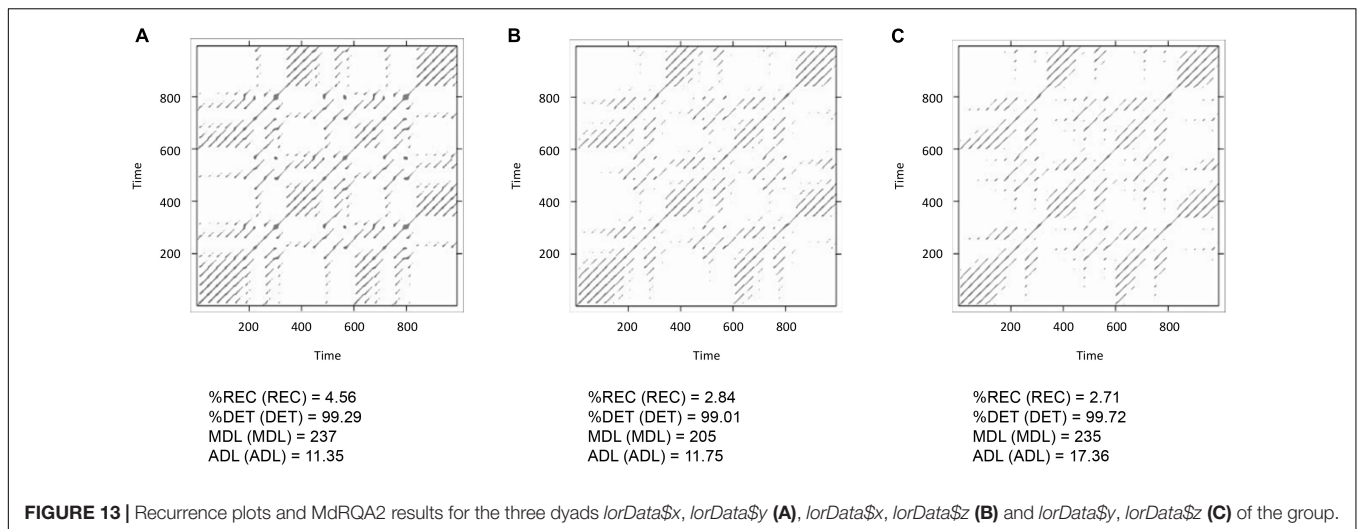 A
B
C
800
600
400
200
Time
200 400 600 800
Time
800
600
400
200
Time
200 400 600 800
Time
800
600
400
200
Time
200 400 600 800
Time
%REC (REC) = 4.56
%DET (DET) = 99.29
MDL (MDL) = 237
ADL (ADL) = 11.35
%REC (REC) = 2.84
%DET (DET) = 99.01
MDL (MDL) = 205
ADL (ADL) = 11.75
%REC (REC) = 2.71
%DET (DET) = 99.72
MDL (MDL) = 235
ADL (ADL) = 17.36
FIGURE 13 | Recurrence plots and MdRQA2 results for the three dyads lorData$x, lorData$y (A), lorData$x, lorData$z (B) and lorData$y, lorData$z (C) of the group.